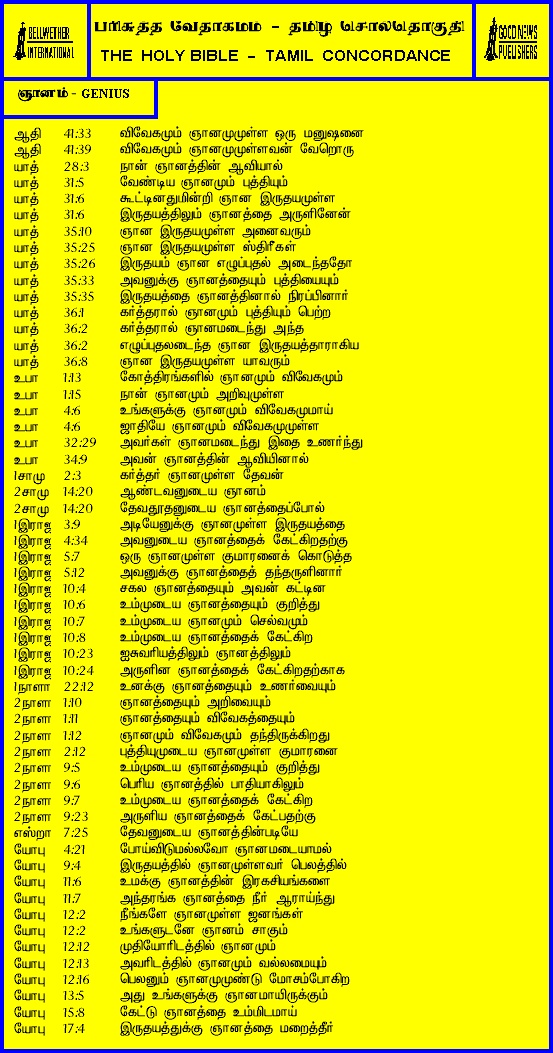 BELLWETHER
INTERNATIONAL
பரிசுத்த வேதாகமம் - தமிழ் சொல்தொகுதி
THE HOLY BIBLE - TAMIL CONCORDANCE
GOOD NEWS
PUBLISHERS
ஞானம் - GENIUS
ஆதி 41:33 விவேகமும் ஞானமுமுள்ள ஒரு மனுஷனை
ஆதி 41:39 விவேகமும் ஞானமுமுள்ளவன் வேறொரு
யாத் 28:3 நான் ஞானத்தின் ஆவியால்
யாத் 31:5 வேண்டிய ஞானமும் புத்தியும்
யாத் 31:6 கூட்டினதுமின்றி ஞான இருதயமுள்ள
யாத் 31:6 இருதயத்திலும் ஞானத்தை அருளினேன்
யாத் 35:10 ஞான இருதயமுள்ள அனைவரும்
யாத் 35:25 ஞான இருதயமுள்ள ஸ்திரீகள்
யாத் 35:26 இருதயம் ஞான எழுப்புதல் அடைந்ததோ
யாத் 35:33 அவனுக்கு ஞானத்தையும் புத்தியையும்
யாத் 35:35 இருதயத்தை ஞானத்தினால் நிரப்பினார்
யாத் 36:1 கர்த்தரால் ஞானமும் புத்தியும் பெற்ற
யாத் 36:2 கர்த்தரால் ஞானமடைந்து அந்த
யாத் 36:2 எழுப்புதலடைந்த ஞான இருதயத்தாராகிய
யாத் 36:8 ஞான இருதயமுள்ள யாவரும்
உபா 1:13 கோத்திரங்களில் ஞானமும் விவேகமும்
உபா 1:15 நான் ஞானமும் அறிவுமுள்ள
உபா 4:6 உங்களுக்கு ஞானமும் விவேகமுமாய்
உபா 4:6 ஜாதியே ஞானமும் விவேகமுமுள்ள
உபா 32:29 அவர்கள் ஞானமடைந்து இதை உணர்ந்து
உபா 34:9 அவன் ஞானத்தின் ஆவியினால்
1சாமு 2:3 கர்த்தர் ஞானமுள்ள தேவன்
2சாமு 14:20 ஆண்டவனுடைய ஞானம்
2சாமு 14:20 தேவதூதனுடைய ஞானத்தைப்போல்
1இராஜ 3:9 அடியேனுக்கு ஞானமுள்ள இருதயத்தை
1இராஜ 4:34 அவனுடைய ஞானத்தைக் கேட்கிறதற்கு
1இராஜ 5:7 ஒரு ஞானமுள்ள குமாரனைக் கொடுத்த
1இராஜ 5:12 அவனுக்கு ஞானத்தைத் தந்தருளினார்
1இராஜ 10:4 சகல ஞானத்தையும் அவன் கட்டின
1இராஜ 10:6 உம்முடைய ஞானத்தையும் குறித்து
1இராஜ 10:7 உம்முடைய ஞானமும் செல்வமும்
1இராஜ 10:8 உம்முடைய ஞானத்தைக் கேட்கிற
1இராஜ 10:23 ஐசுவரியத்திலும் ஞானத்திலும்
1இராஜ 10:24 அருளின ஞானத்தைக் கேட்கிறதற்காக
1நாளா 22:12 உனக்கு ஞானத்தையும் உணர்வையும்
2நாளா 1:10 ஞானத்தையும் அறிவையும்
2நாளா 1:11 ஞானத்தையும் விவேகத்தையும்
2நாளா 1:12 ஞானமும் விவேகமும் தந்திருக்கிறது
2நாளா 2:12 புத்தியுமுடைய ஞானமுள்ள குமாரனை
2நாளா 9:5 உம்முடைய ஞானத்தையும் குறித்து
2நாளா 9:6 பெரிய ஞானத்தில் பாதியாகிலும்
2நாளா 9:7 உம்முடைய ஞானத்தைக் கேட்கிற
2நாளா 9:23 அருளிய ஞானத்தைக் கேட்பதற்கு
எஸ்றா 7:25 தேவனுடைய ஞானத்தின்படியே
யோபு 4:21 போய்விடுமல்லவோ ஞானமடையாமல்
யோபு 9:4 இருதயத்தில் ஞானமுள்ளவர் பெலத்தில்
யோபு 11:6 உமக்கு ஞானத்தின் இரகசியங்களை
யோபு 11:7 அந்தரங்க ஞானத்தை நீர் ஆராய்ந்து
யோபு 12:2 நீங்களே ஞானமுள்ள ஜனங்கள்
யோபு 12:2 உங்களுடனே ஞானம் சாகும்
யோபு 12:12 முதியோரிடத்தில் ஞானமும்
யோபு 12:13 அவரிடத்தில் ஞானமும் வல்லமையும்
யோபு 12:16 பெலனும் ஞானமுமுண்டு மோசம்போகிற
யோபு 13:5 அது உங்களுக்கு ஞானமாயிருக்கும்
யோபு 15:8 கேட்டு ஞானத்தை உம்மிடமாய்
யோபு 17:4 இருதயத்துக்கு ஞானத்தை மறைத்தீர்